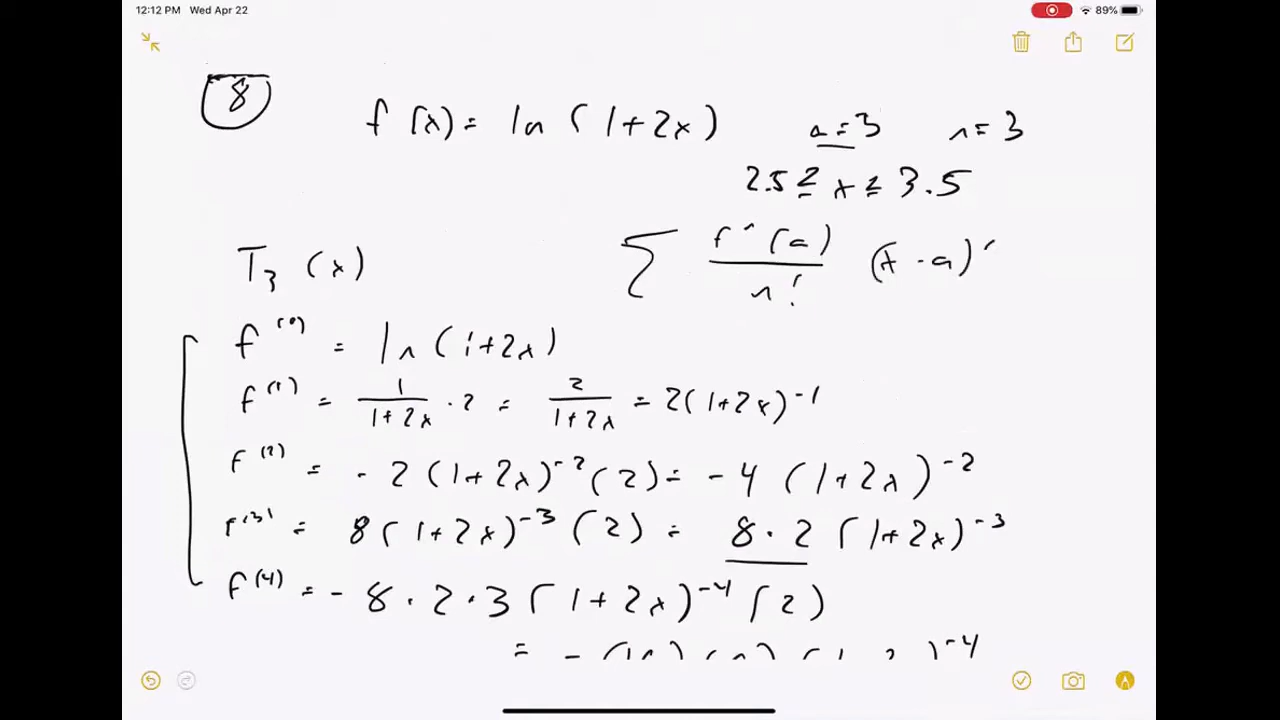 12:12 PM Wed Apr 22 89%
8 f(x) = ln(1+2x) a=3 n=3
2.5 ≤ x ≤ 3.5
T₃(x) ∑ fⁿ(a)/n! (x-a)ⁿ
f⁽⁰⁾ = ln(1+2x)
f⁽¹⁾ = 1/(1+2x) · 2 = 2/(1+2x) = 2(1+2x)⁻¹
f⁽²⁾ = -2(1+2x)⁻²(2) = -4(1+2x)⁻²
f⁽³⁾ = 8(1+2x)⁻³(2) = 8·2(1+2x)⁻³
f⁽⁴⁾ = -8·2·3(1+2x)⁻⁴(2)